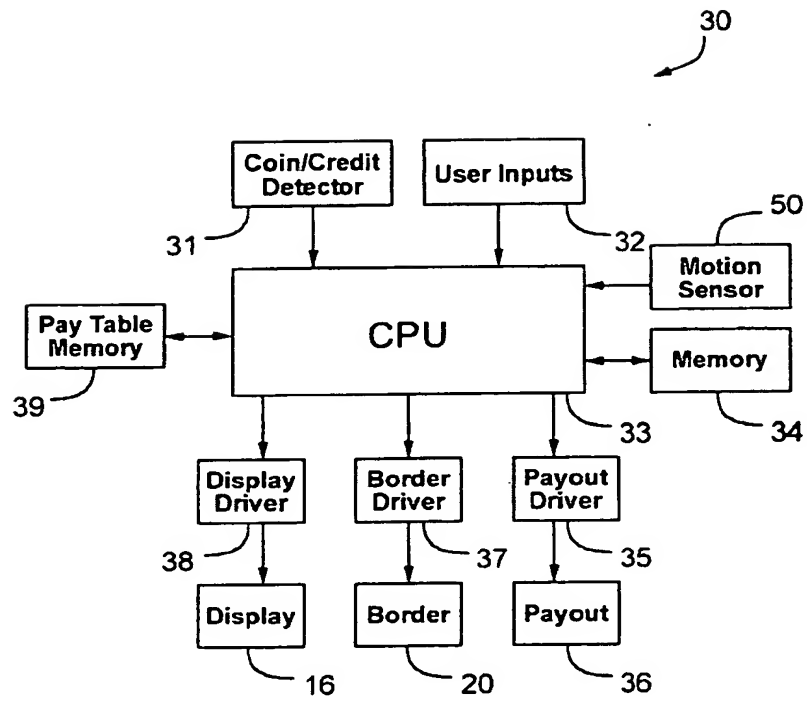 30
Coin/Credit
Detector
User Inputs
31
32
50
Motion
Sensor
Pay Table
Memory
CPU
Memory
39
33
34
Display
Driver
Border
Driver
Payout
Driver
38
37
35
Display
Border
Payout
16
20
36